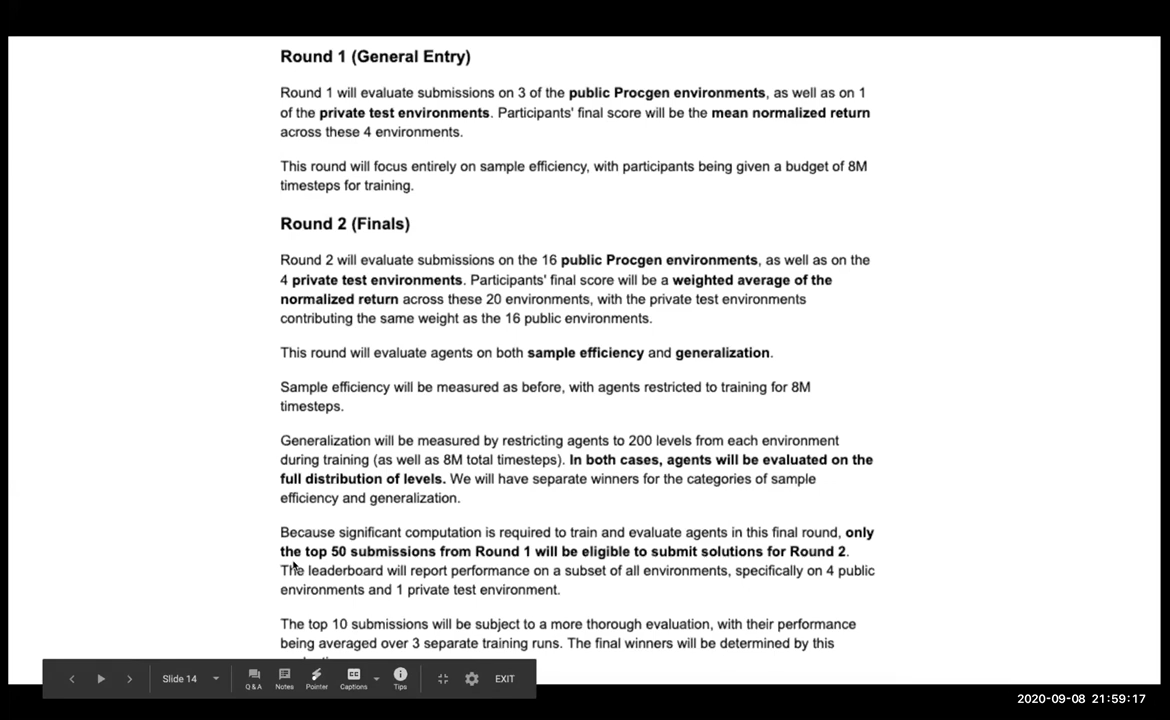 Round 1 (General Entry)
Round 1 will evaluate submissions on 3 of the public Procgen environments, as well as on 1
of the private test environments. Participants' final score will be the mean normalized return
across these 4 environments.
This round will focus entirely on sample efficiency, with participants being given a budget of 8M
timesteps for training.
Round 2 (Finals)
Round 2 will evaluate submissions on the 16 public Procgen environments, as well as on the
4 private test environments. Participants' final score will be a weighted average of the
normalized return across these 20 environments, with the private test environments
contributing the same weight as the 16 public environments.
This round will evaluate agents on both sample efficiency and generalization.
Sample efficiency will be measured as before, with agents restricted to training for 8M
timesteps.
Generalization will be measured by restricting agents to 200 levels from each environment
during training (as well as 8M total timesteps). In both cases, agents will be evaluated on the
full distribution of levels. We will have separate winners for the categories of sample
efficiency and generalization.
Because significant computation is required to train and evaluate agents in this final round, only
the top 50 submissions from Round 1 will be eligible to submit solutions for Round 2.
The leaderboard will report performance on a subset of all environments, specifically on 4 public
environments and 1 private test environment.
The top 10 submissions will be subject to a more thorough evaluation, with their performance
being averaged over 3 separate training runs. The final winners will be determined by this
Slide 14
Q & A Notes Pointer Captions Tips EXIT
CC
2020-09-08 21:59:17